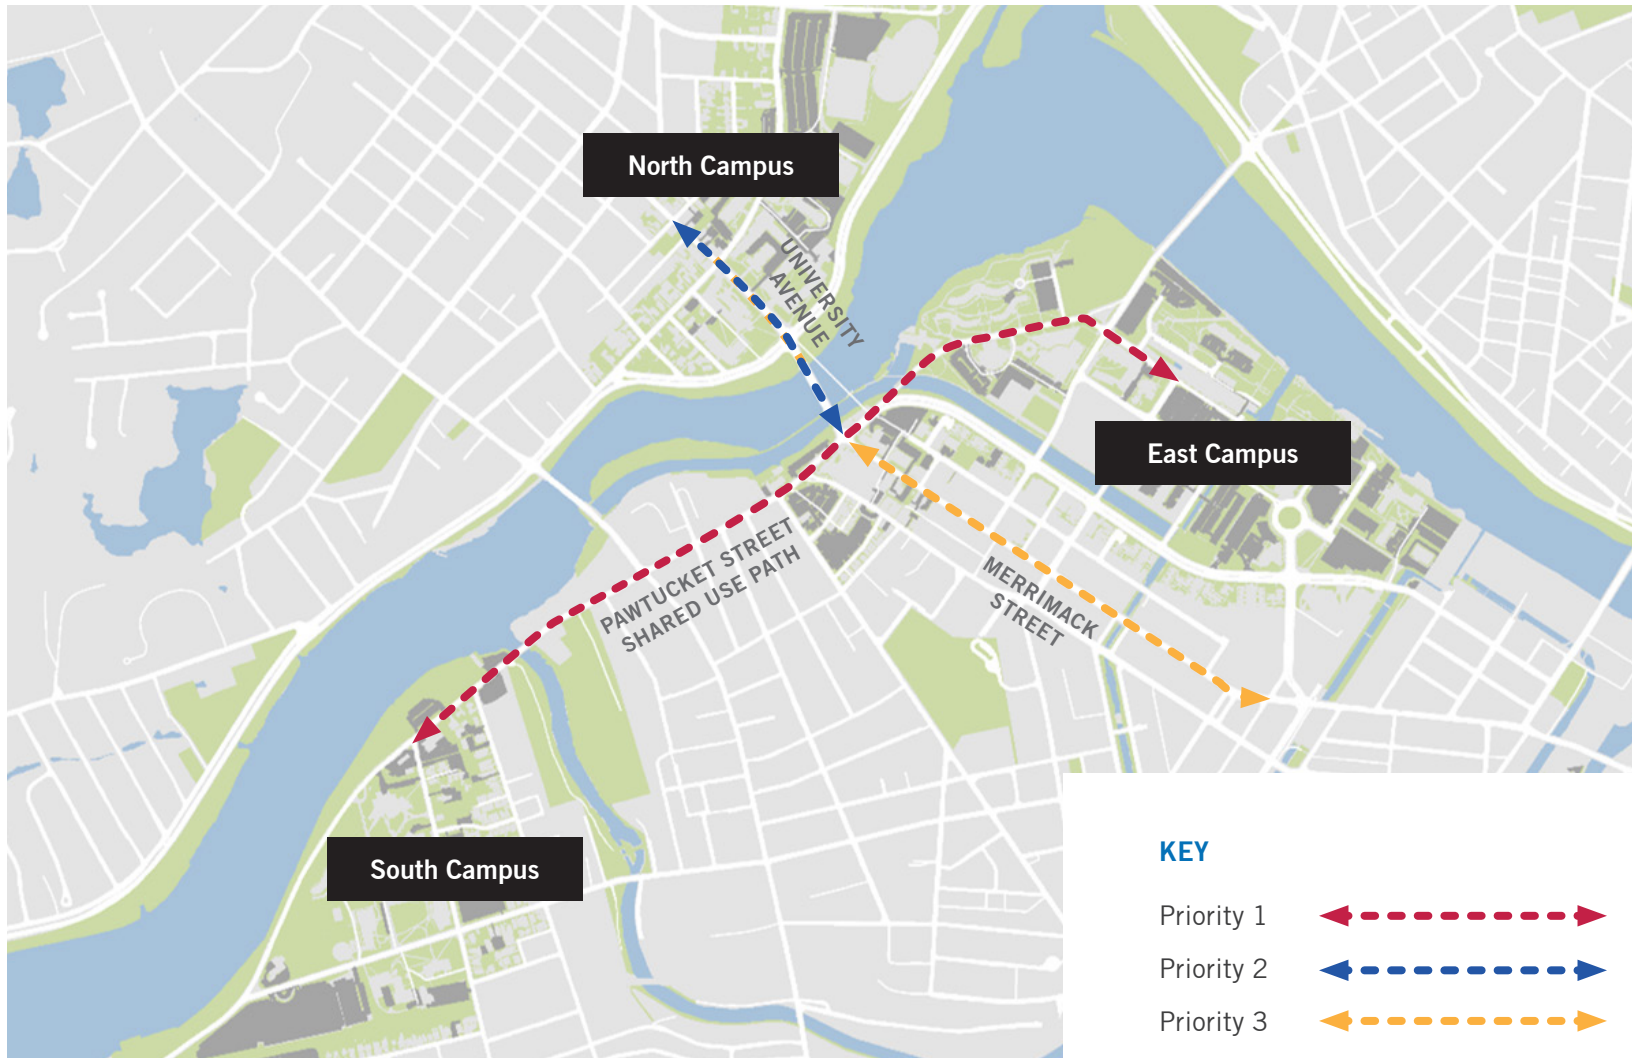 North Campus
UNIVERSITY
AVENUE
East Campus
PAWTUCKET STREET
SHARED USE PATH
MERRIMACK
STREET
South Campus
KEY
Priority 1
Priority 2
Priority 3